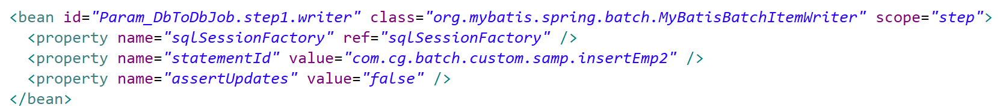 <bean id="Param_DbToDbJob.step1.writer" class="org.mybatis.spring.batch.MyBatisBatchItemWriter" scope="step">
<property name="sqlSessionFactory" ref="sqlSessionFactory" />
<property name="statementId" value="com.cg.batch.custom.samp.insertEmp2" />
<property name="assertUpdates" value="false" />
</bean>